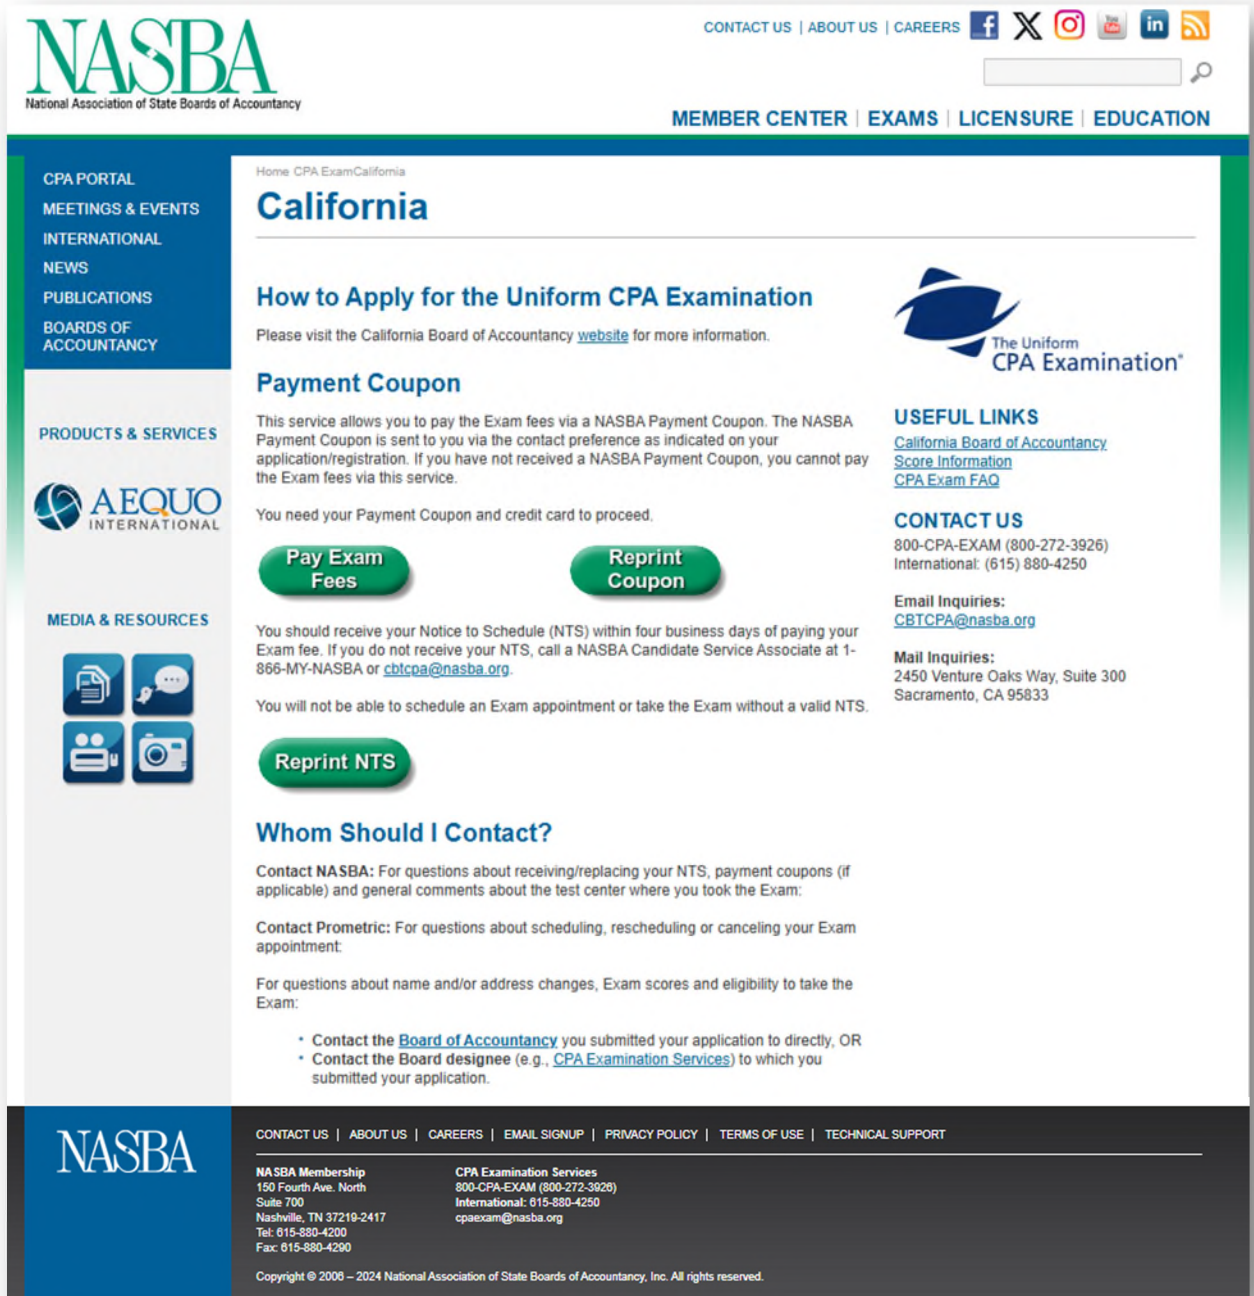 NASBA
National Association of State Boards of Accountancy
CONTACT US | ABOUT US | CAREERS
MEMBER CENTER | EXAMS | LICENSURE | EDUCATION
CPA PORTAL
MEETINGS & EVENTS
INTERNATIONAL
NEWS
PUBLICATIONS
BOARDS OF
ACCOUNTANCY
PRODUCTS & SERVICES
AEQUO
INTERNATIONAL
MEDIA & RESOURCES
Home CPA ExamCalifornia
California
How to Apply for the Uniform CPA Examination
Please visit the California Board of Accountancy website for more information.
Payment Coupon
This service allows you to pay the Exam fees via a NASBA Payment Coupon. The NASBA
Payment Coupon is sent to you via the contact preference as indicated on your
application/registration. If you have not received a NASBA Payment Coupon, you cannot pay
the Exam fees via this service.
You need your Payment Coupon and credit card to proceed.
Pay Exam
Fees
Reprint
Coupon
You should receive your Notice to Schedule (NTS) within four business days of paying your
Exam fee. If you do not receive your NTS, call a NASBA Candidate Service Associate at 1-
866-MY-NASBA or cbtcpa@nasba.org.
You will not be able to schedule an Exam appointment or take the Exam without a valid NTS.
Reprint NTS
Whom Should I Contact?
Contact NASBA: For questions about receiving/replacing your NTS, payment coupons (if
applicable) and general comments about the test center where you took the Exam:
Contact Prometric: For questions about scheduling, rescheduling or canceling your Exam
appointment:
For questions about name and/or address changes, Exam scores and eligibility to take the
Exam:
• Contact the Board of Accountancy you submitted your application to directly, OR
• Contact the Board designee (e.g., CPA Examination Services) to which you
submitted your application.
The Uniform
CPA Examination®
USEFUL LINKS
California Board of Accountancy
Score Information
CPA Exam FAQ
CONTACT US
800-CPA-EXAM (800-272-3926)
International: (615) 880-4250
Email Inquiries:
CBTCPA@nasba.org
Mail Inquiries:
2450 Venture Oaks Way, Suite 300
Sacramento, CA 95833
NASBA
CONTACT US | ABOUT US | CAREERS | EMAIL SIGNUP | PRIVACY POLICY | TERMS OF USE | TECHNICAL SUPPORT
NASBA Membership
150 Fourth Ave. North
Suite 700
Nashville, TN 37219-2417
Tel: 615-880-4200
Fax: 615-880-4290
CPA Examination Services
800-CPA-EXAM (800-272-3926)
International: 615-880-4250
cpaexam@nasba.org
Copyright © 2006 – 2024 National Association of State Boards of Accountancy, Inc. All rights reserved.